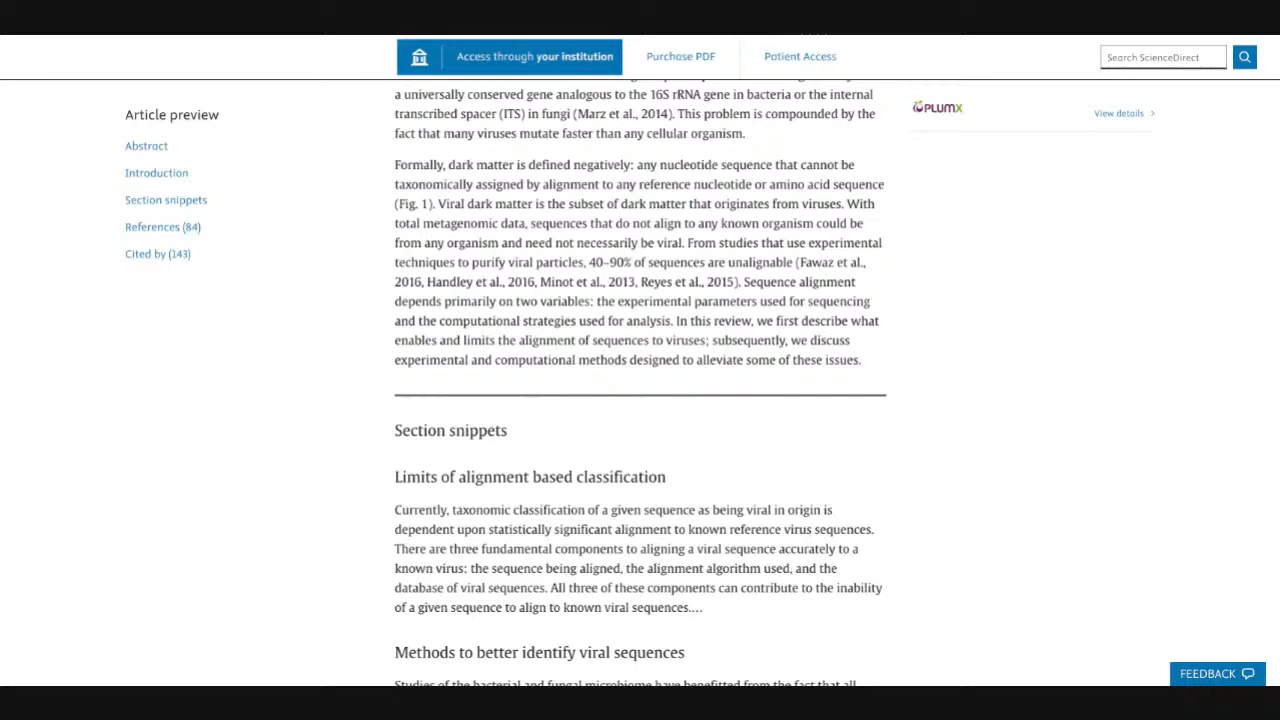 Access through your institution
Purchase PDF
Patient Access
Search ScienceDirect
Article preview
Abstract
Introduction
Section snippets
References (84)
Cited by (143)
a universally conserved gene analogous to the 16S rRNA gene in bacteria or the internal
transcribed spacer (ITS) in fungi (Marz et al., 2014). This problem is compounded by the
fact that many viruses mutate faster than any cellular organism.
Formally, dark matter is defined negatively: any nucleotide sequence that cannot be
taxonomically assigned by alignment to any reference nucleotide or amino acid sequence
(Fig. 1). Viral dark matter is the subset of dark matter that originates from viruses. With
total metagenomic data, sequences that do not align to any known organism could be
from any organism and need not necessarily be viral. From studies that use experimental
techniques to purify viral particles, 40–90% of sequences are unalignable (Fawaz et al.,
2016, Handley et al., 2016, Minot et al., 2013, Reyes et al., 2015). Sequence alignment
depends primarily on two variables: the experimental parameters used for sequencing
and the computational strategies used for analysis. In this review, we first describe what
enables and limits the alignment of sequences to viruses; subsequently, we discuss
experimental and computational methods designed to alleviate some of these issues.
Section snippets
Limits of alignment based classification
Currently, taxonomic classification of a given sequence as being viral in origin is
dependent upon statistically significant alignment to known reference virus sequences.
There are three fundamental components to aligning a viral sequence accurately to a
known virus: the sequence being aligned, the alignment algorithm used, and the
database of viral sequences. All three of these components can contribute to the inability
of a given sequence to align to known viral sequences.…
Methods to better identify viral sequences
Studies of the bacterial and fungal microbiome have benefitted from the fact that all
PLUMX
View details
FEEDBACK